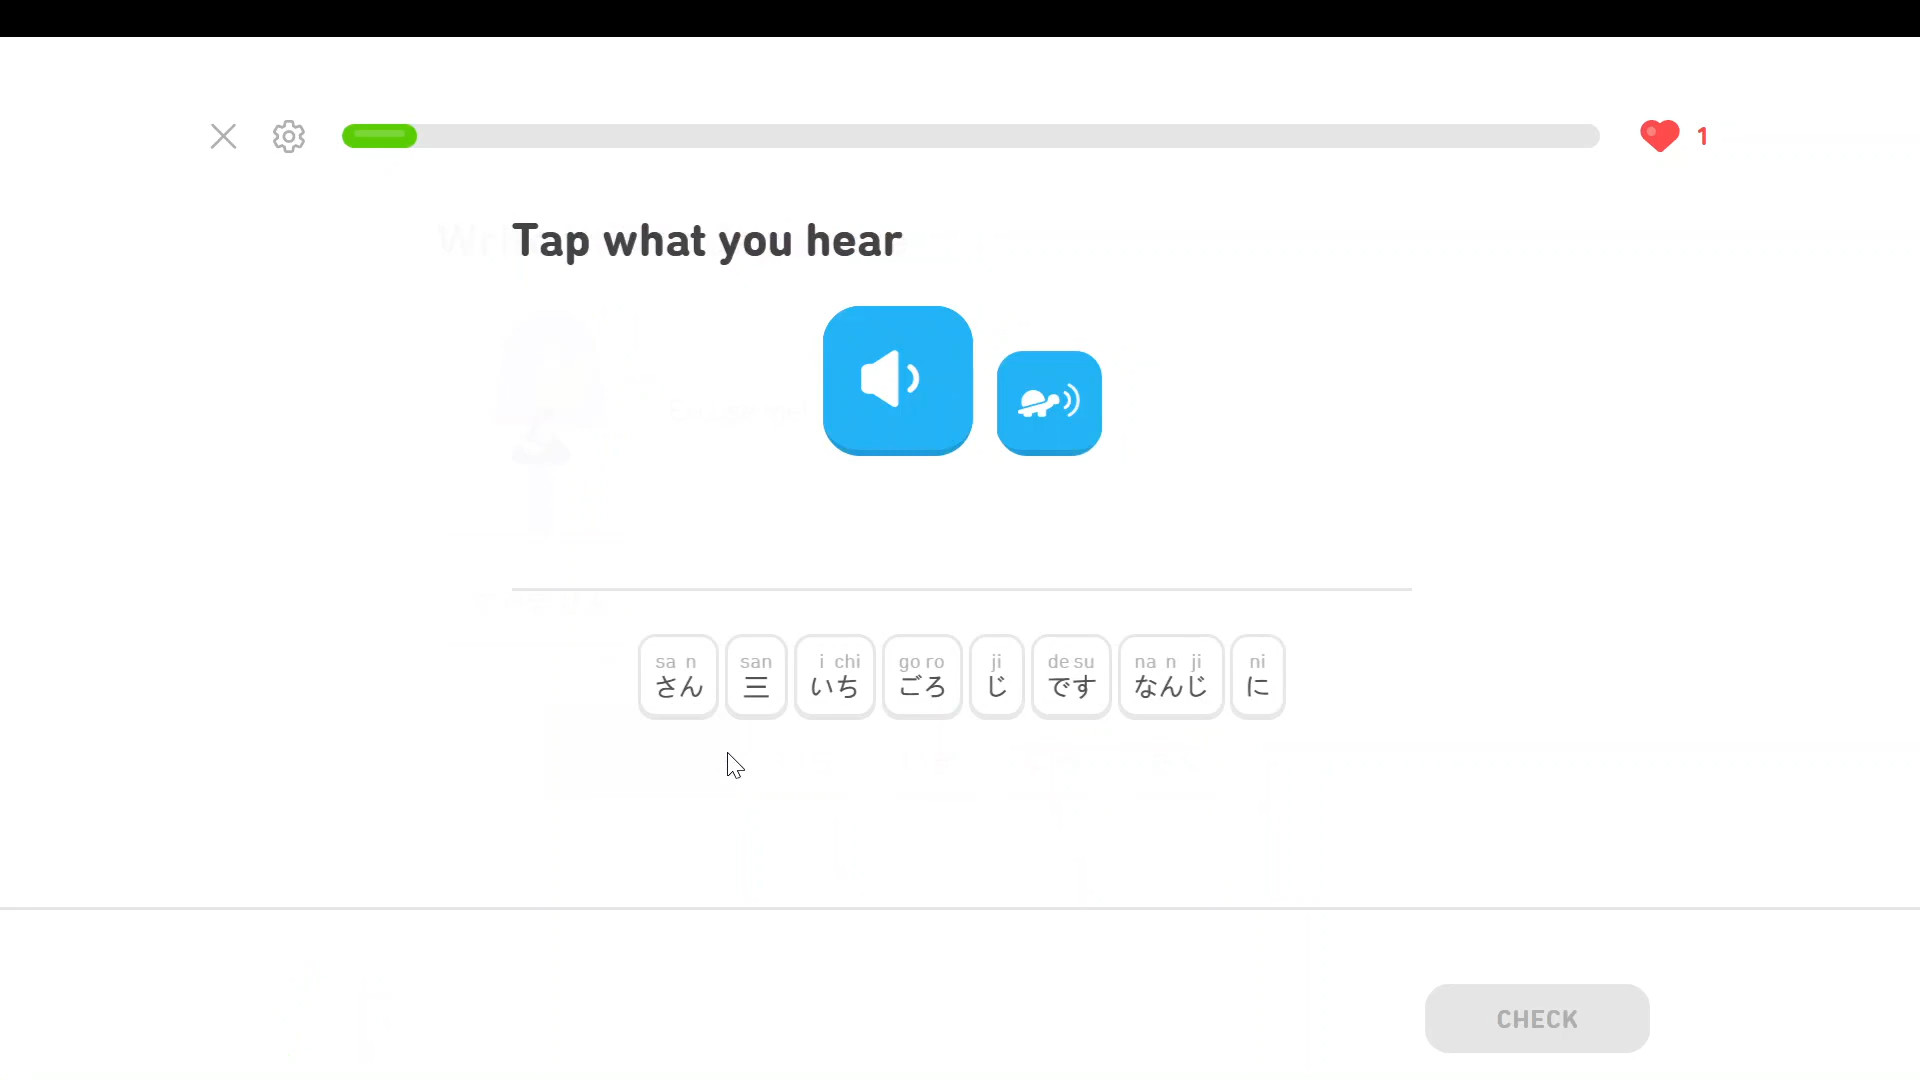 1
Tap what you hear
sa n san i chi go ro ji de su na n ji ni
さん 三 いち ごろ じ です なんじ に
CHECK